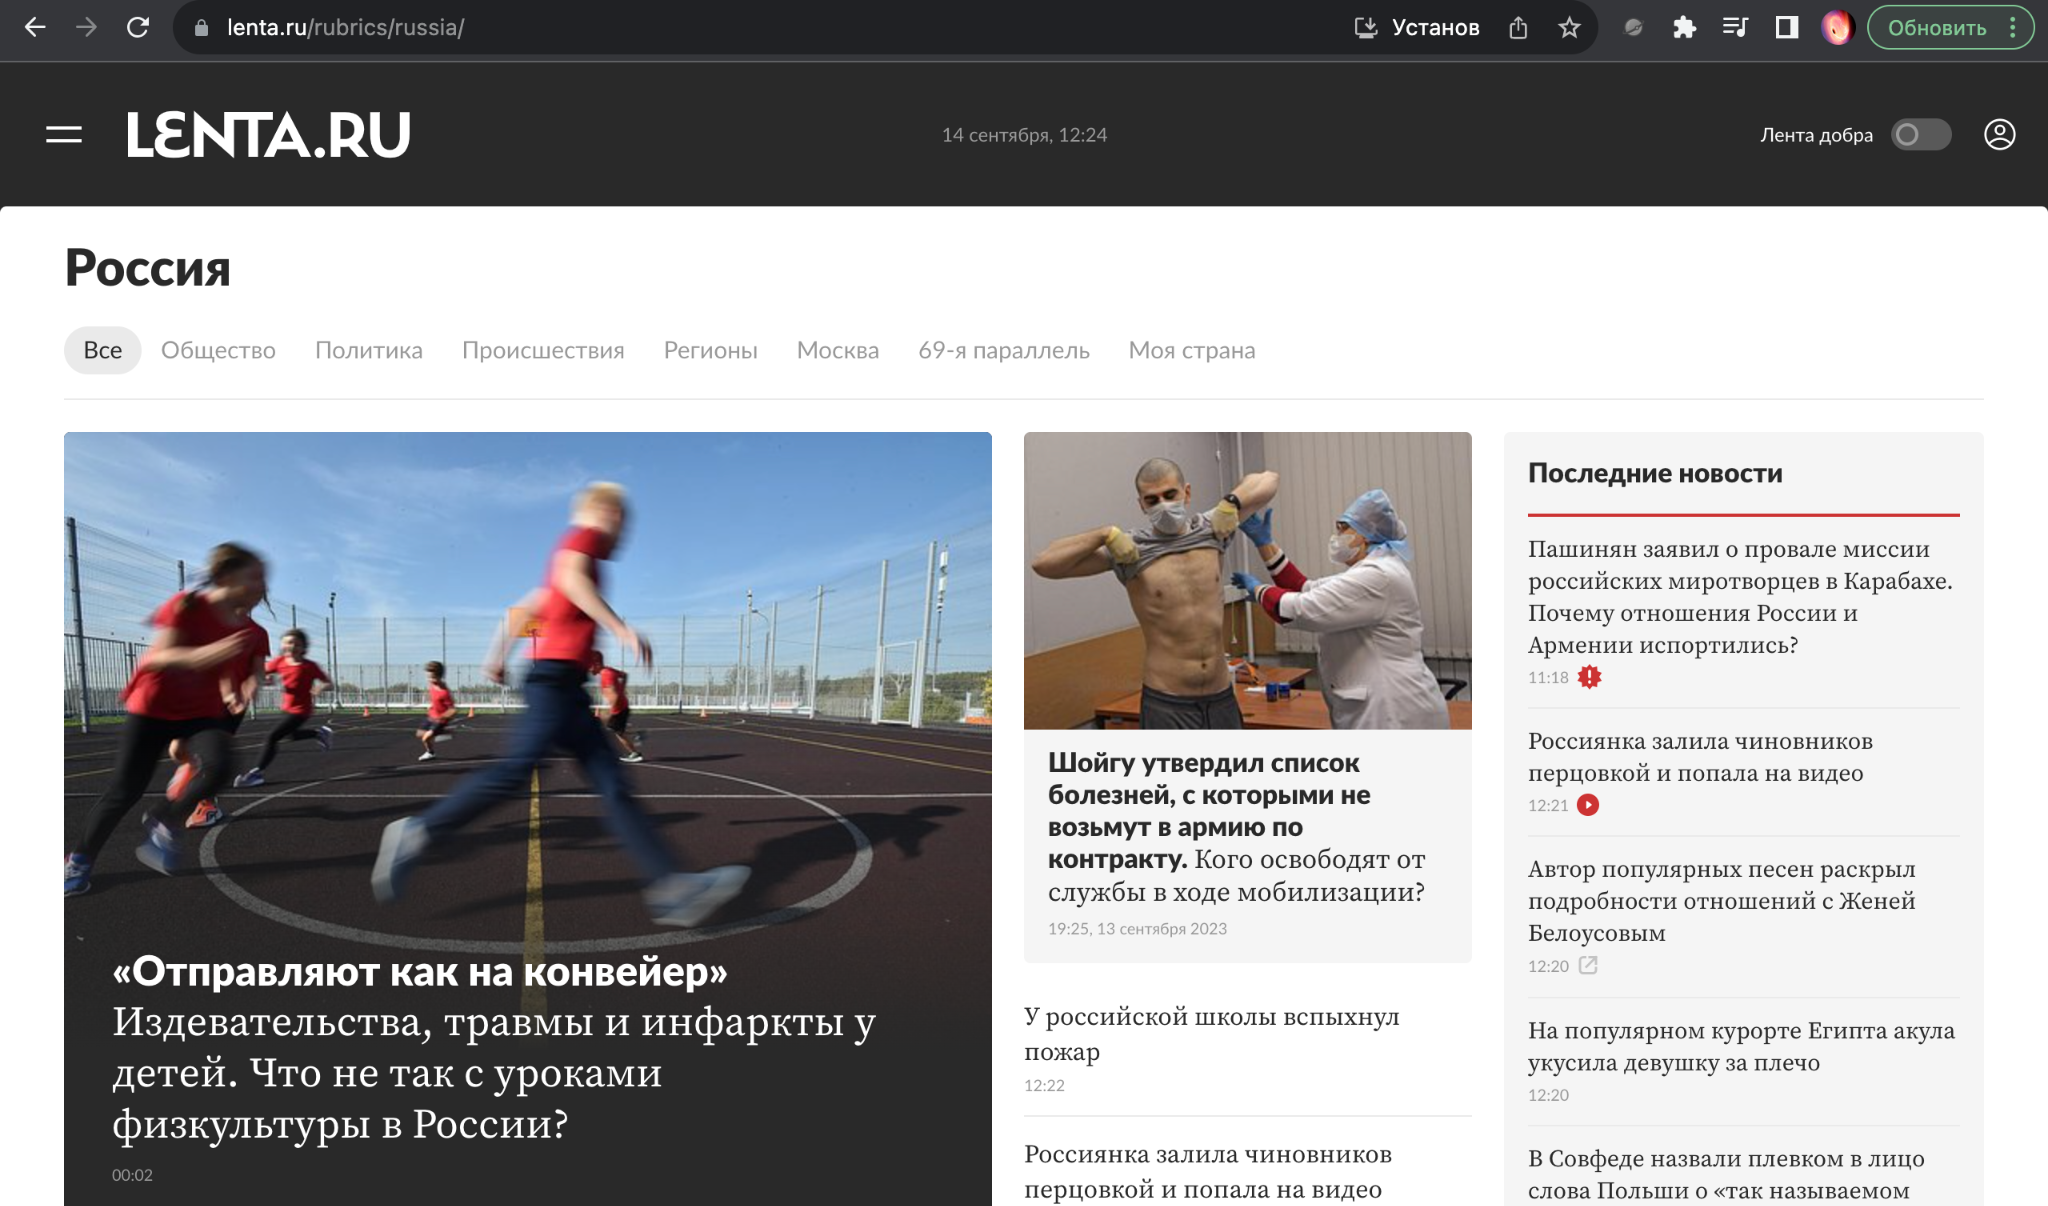 lenta.ru/rubrics/russia/
Установ
Обновить
LENTA.RU
14 сентября, 12:24
Лента добра
Россия
Все
Общество
Политика
Происшествия
Регионы
Москва
69-я параллель
Моя страна
«Отправляют как на конвейер»
Издевательства, травмы и инфаркты у
детей. Что не так с уроками
физкультуры в России?
00:02
Шойгу утвердил список
болезней, с которыми не
возьмут в армию по
контракту. Кого освободят от
службы в ходе мобилизации?
19:25, 13 сентября 2023
У российской школы вспыхнул
пожар
12:22
Россиянка залила чиновников
перцовкой и попала на видео
Последние новости
Пашинян заявил о провале миссии
российских миротворцев в Карабахе.
Почему отношения России и
Армении испортились?
11:18
Россиянка залила чиновников
перцовкой и попала на видео
12:21
Автор популярных песен раскрыл
подробности отношений с Женей
Белоусовым
12:20
На популярном курорте Египта акула
укусила девушку за плечо
12:20
В Совфеде назвали плевком в лицо
слова Польши о «так называемом